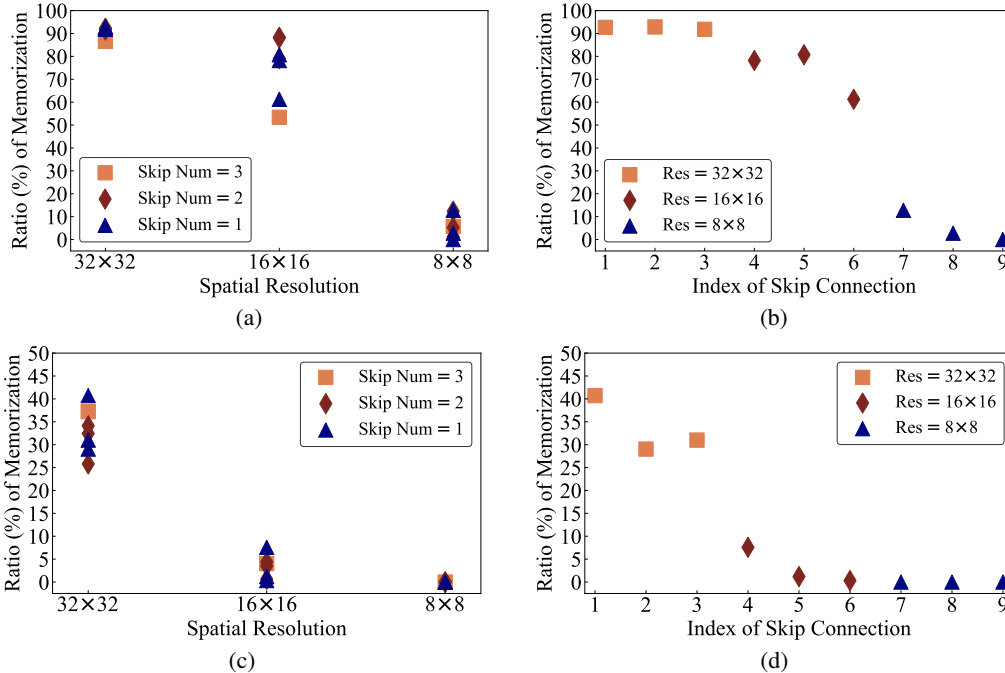 100
90
80
70
60
50
40
30
20
10
0
Ratio (%) of Memorization
Skip Num = 3
Skip Num = 2
Skip Num = 1
32×32 16×16 8×8
Spatial Resolution
(a)
100
90
80
70
60
50
40
30
20
10
0
Ratio (%) of Memorization
Res = 32×32
Res = 16×16
Res = 8×8
1 2 3 4 5 6 7 8 9
Index of Skip Connection
(b)
50
45
40
35
30
25
20
15
10
5
0
Ratio (%) of Memorization
Skip Num = 3
Skip Num = 2
Skip Num = 1
32×32 16×16 8×8
Spatial Resolution
(c)
50
45
40
35
30
25
20
15
10
5
0
Ratio (%) of Memorization
Res = 32×32
Res = 16×16
Res = 8×8
1 2 3 4 5 6 7 8 9
Index of Skip Connection
(d)